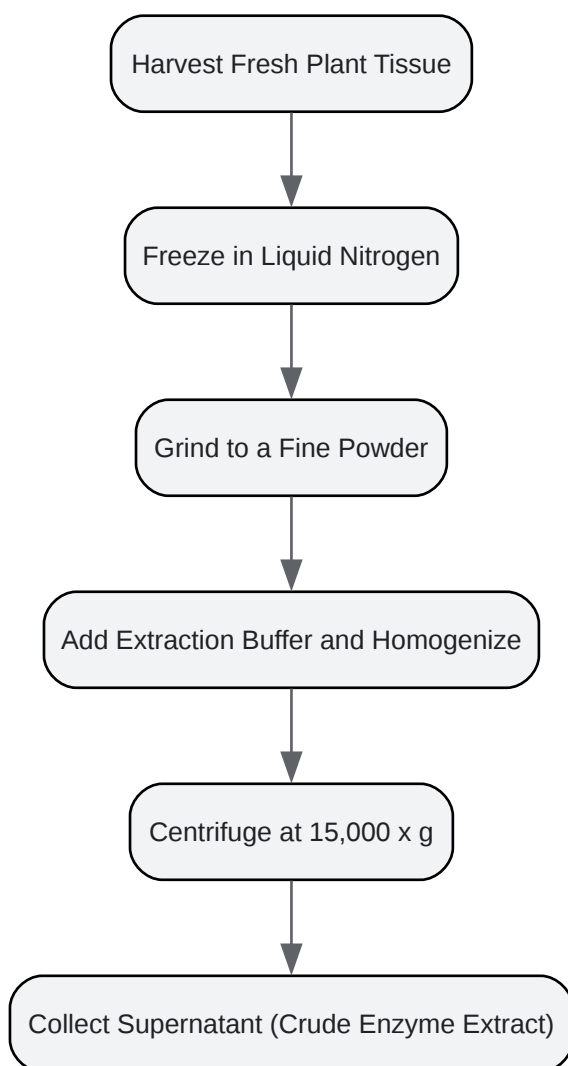 Harvest Fresh Plant Tissue
Freeze in Liquid Nitrogen
Grind to a Fine Powder
Add Extraction Buffer and Homogenize
Centrifuge at 15,000 x g
Collect Supernatant (Crude Enzyme Extract)